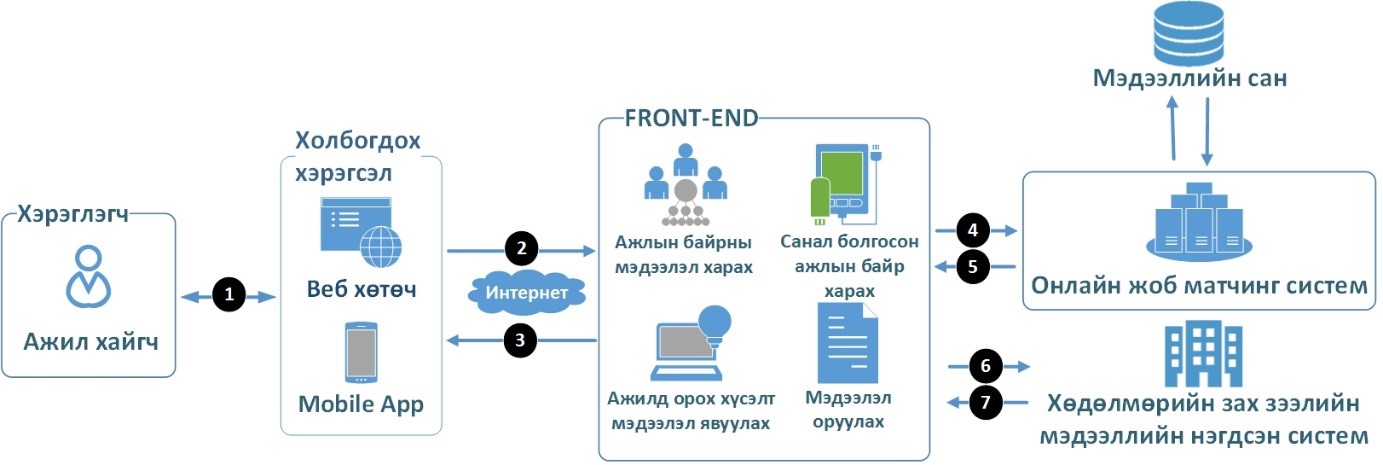 Хэрэглэгч
Ажил хайгч
1
Холбогдох
хэрэгсэл
Веб хөтөч
Mobile App
2
Интернет
3
FRONT-END
Ажлын байрны
мэдээлэл харах
Санал болгосон
ажлын байр
харах
Ажилд орох хүсэлт
мэдээлэл явуулах
Мэдээлэл
оруулах
4
5
6
7
Мэдээллийн сан
Онлайн жоб матчинг систем
Хөдөлмөрийн зах зээлийн
мэдээллийн нэгдсэн систем